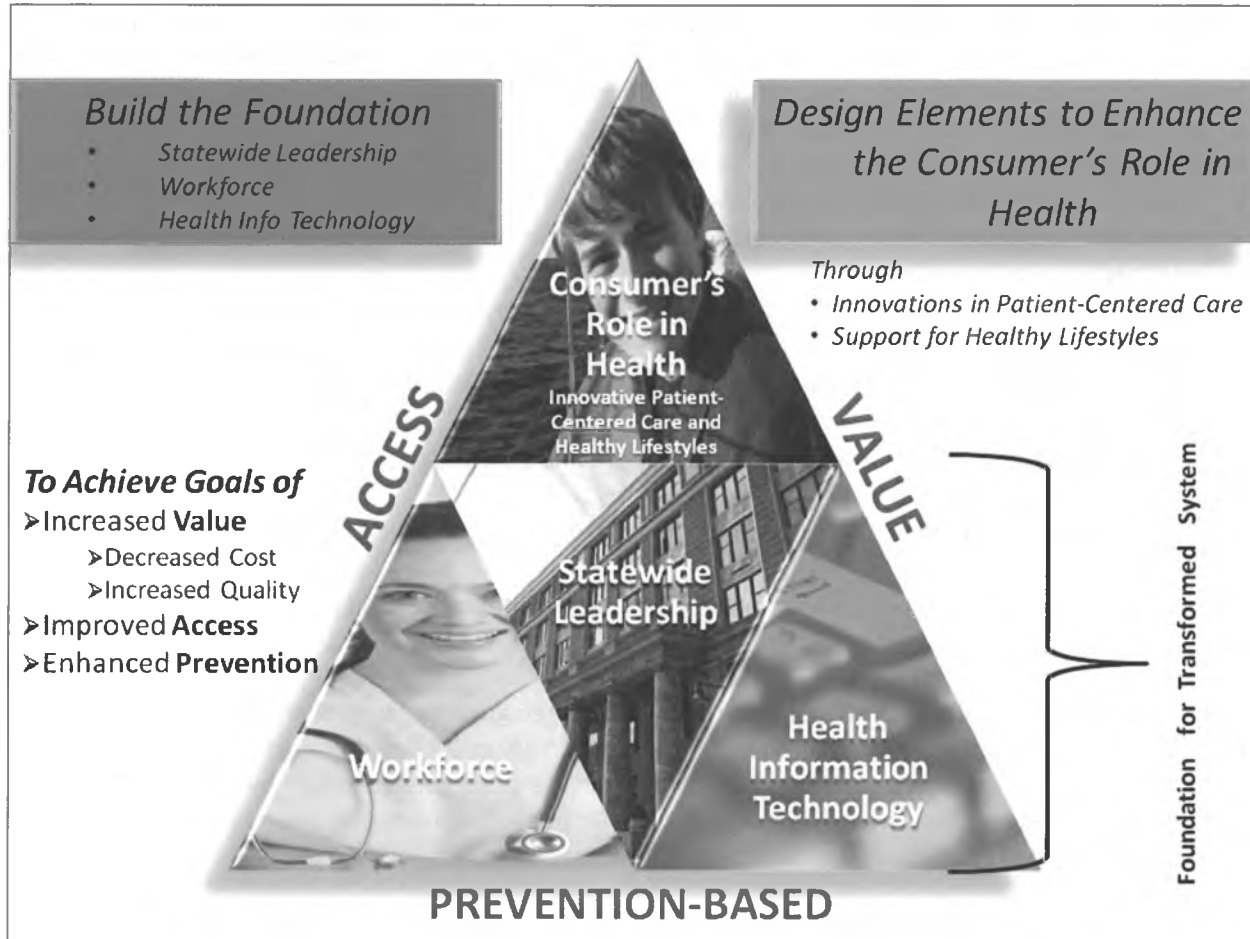 Build the Foundation
• Statewide Leadership
• Workforce
• Health Info Technology
Design Elements to Enhance
the Consumer's Role in
Health
Through
• Innovations in Patient-Centered Care
• Support for Healthy Lifestyles
Consumer's
Role in
Health
Innovative Patient-
Centered Care and
Healthy Lifestyles
ACCESS
VALUE
To Achieve Goals of
➢Increased Value
➢Decreased Cost
➢Increased Quality
➢Improved Access
➢Enhanced Prevention
Statewide
Leadership
Workforce
Health
Information
Technology
Foundation for Transformed System
PREVENTION-BASED